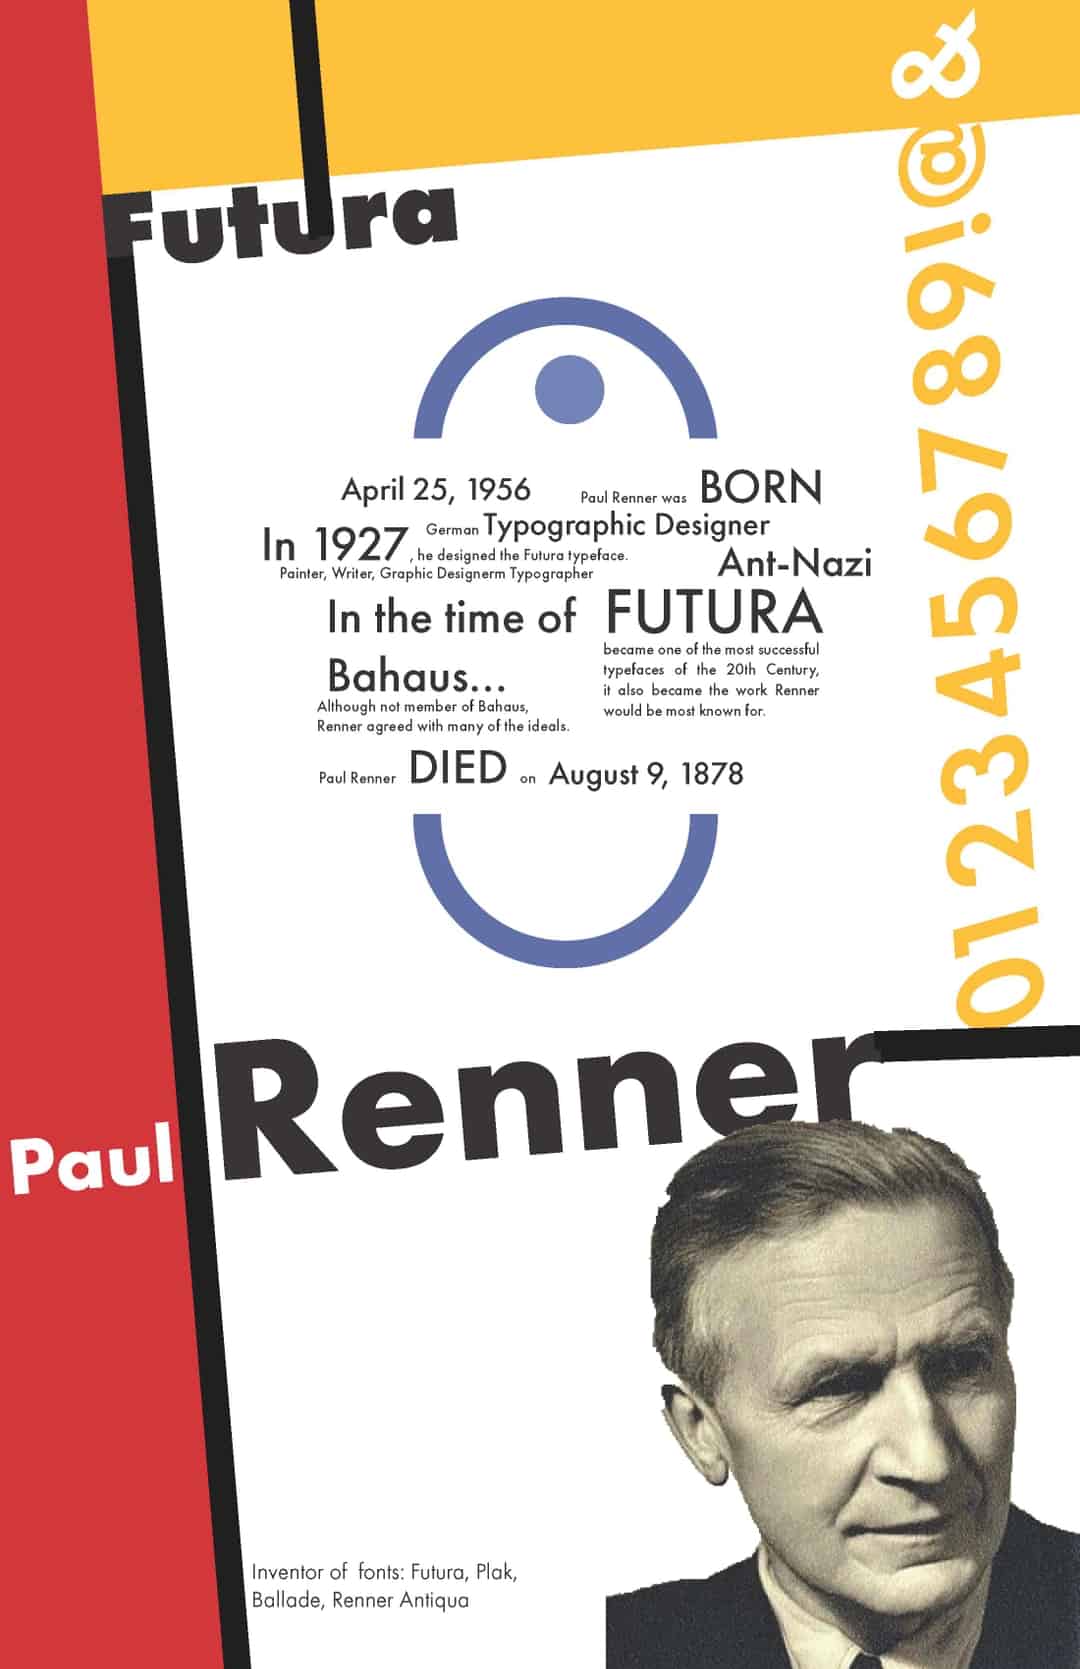 &
Futura
0123456789!@
April 25, 1956
Paul Renner was BORN
German Typographic Designer
In 1927, he designed the Futura typeface.
Ant-Nazi
Painter, Writer, Graphic Designerm Typographer
In the time of
Bahaus...
Although not member of Bahaus,
Renner agreed with many of the ideals.
FUTURA
became one of the most successful
typefaces of the 20th Century,
it also became the work Renner
would be most known for.
Paul Renner DIED on August 9, 1878
Paul Renner
Inventor of fonts: Futura, Plak,
Ballade, Renner Antiqua